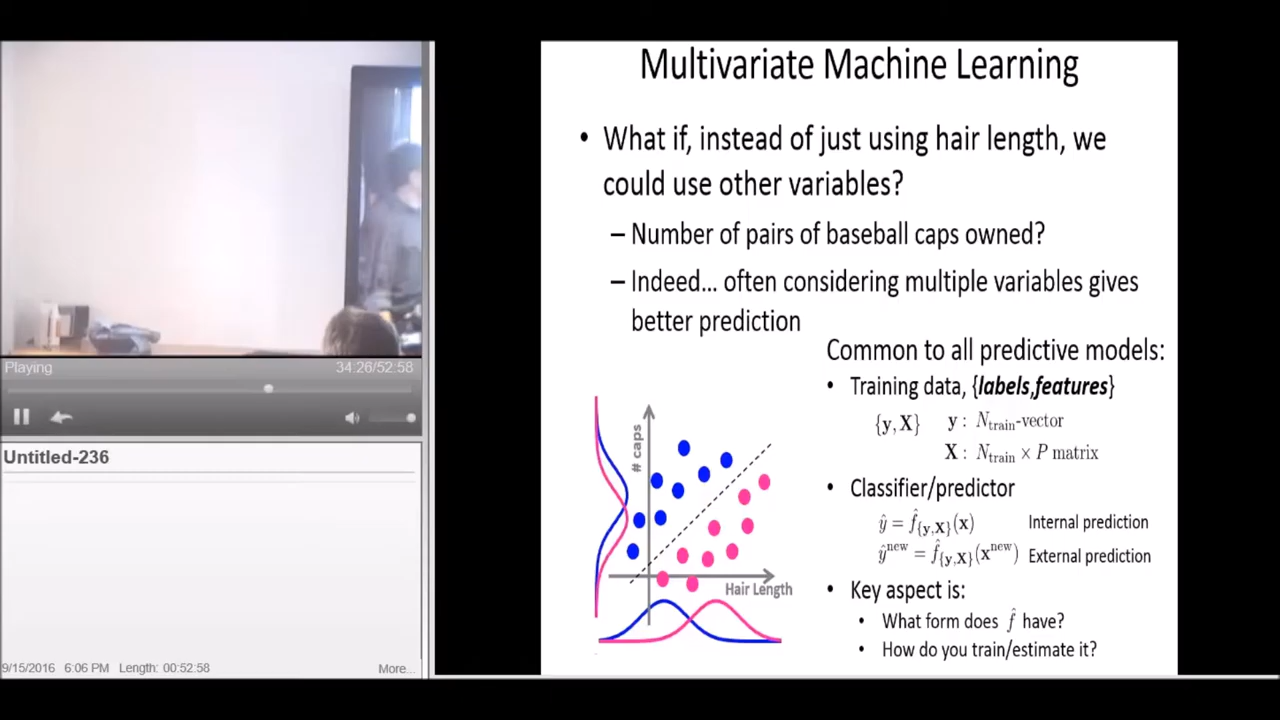 Multivariate Machine Learning
• What if, instead of just using hair length, we
could use other variables?
– Number of pairs of baseball caps owned?
– Indeed... often considering multiple variables gives
better prediction
Common to all predictive models:
• Training data, {labels,features}
{y, X} y : N_train-vector
X : N_train × P matrix
• Classifier/predictor
ŷ = f̂_{y,X}(x) Internal prediction
ŷ^new = f̂_{y,X}(x^new) External prediction
• Key aspect is:
• What form does f̂ have?
• How do you train/estimate it?
# caps
Hair Length
Playing 34:26/52:58
Untitled-236
9/15/2016 6:06 PM Length: 00:52:58 More...